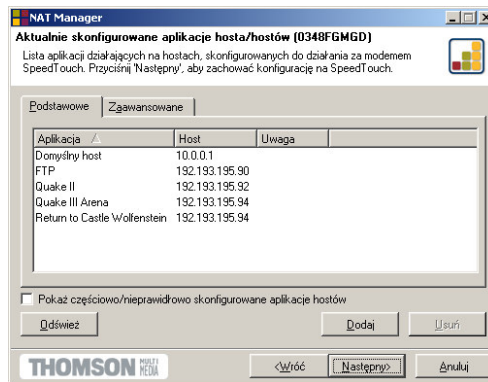 NAT Manager
Aktualnie skonfigurowane aplikacje hosta/hostów (0348FGMGD)
Lista aplikacji działających na hostach, skonfigurowanych do działania za modemem
SpeedTouch. Przyciśnij 'Następny', aby zachować konfigurację na SpeedTouch.
Podstawowe Zaawansowane
Aplikacja Host Uwaga
Domyślny host 10.0.0.1
FTP 192.193.195.90
Quake II 192.193.195.92
Quake III Arena 192.193.195.94
Return to Castle Wolfenstein 192.193.195.94
Pokaż częściowo/nieprawidłowo skonfigurowane aplikacje hostów
Odśwież Dodaj Usuń
THOMSON MULTI MEDIA <Wróć Następny> Anuluj